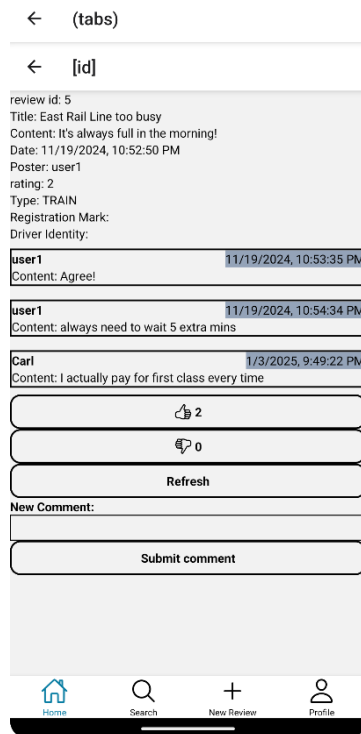 (tabs)
[id]
review id: 5
Title: East Rail Line too busy
Content: It's always full in the morning!
Date: 11/19/2024, 10:52:50 PM
Poster: user1
rating: 2
Type: TRAIN
Registration Mark:
Driver Identity:
user1 11/19/2024, 10:53:35 PM
Content: Agree!
user1 11/19/2024, 10:54:34 PM
Content: always need to wait 5 extra mins
Carl 1/3/2025, 9:49:22 PM
Content: I actually pay for first class every time
2
0
Refresh
New Comment:
Submit comment
Home Search New Review Profile